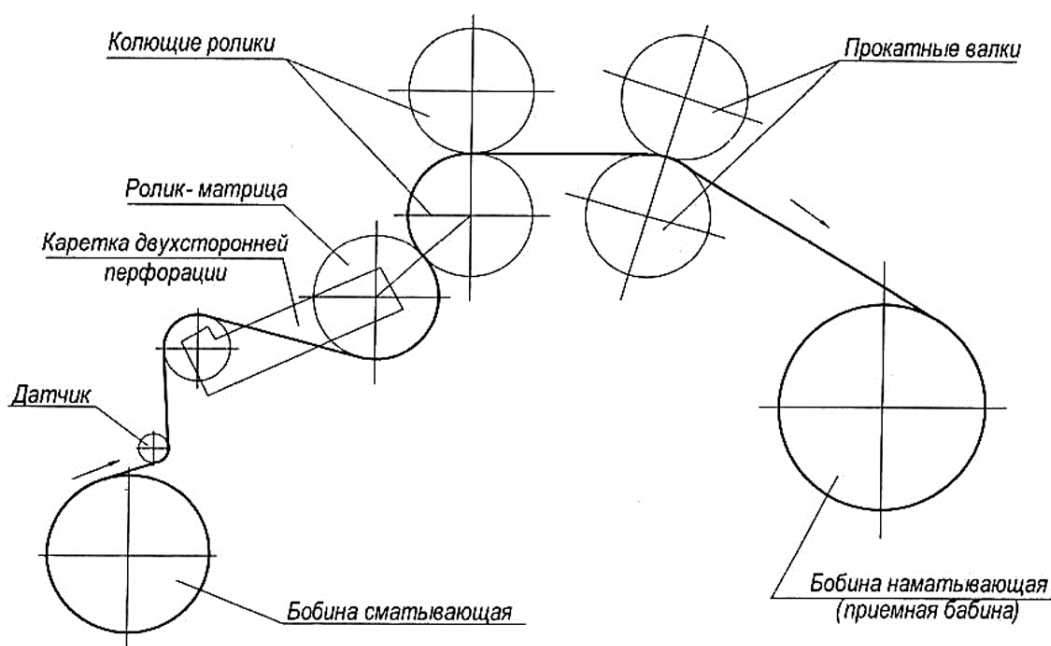 Колющие ролики
Прокатные валки
Ролик- матрица
Каретка двухсторонней
перфорации
Датчик
Бобина сматывающая
Бобина наматывающая
(приемная бабина)